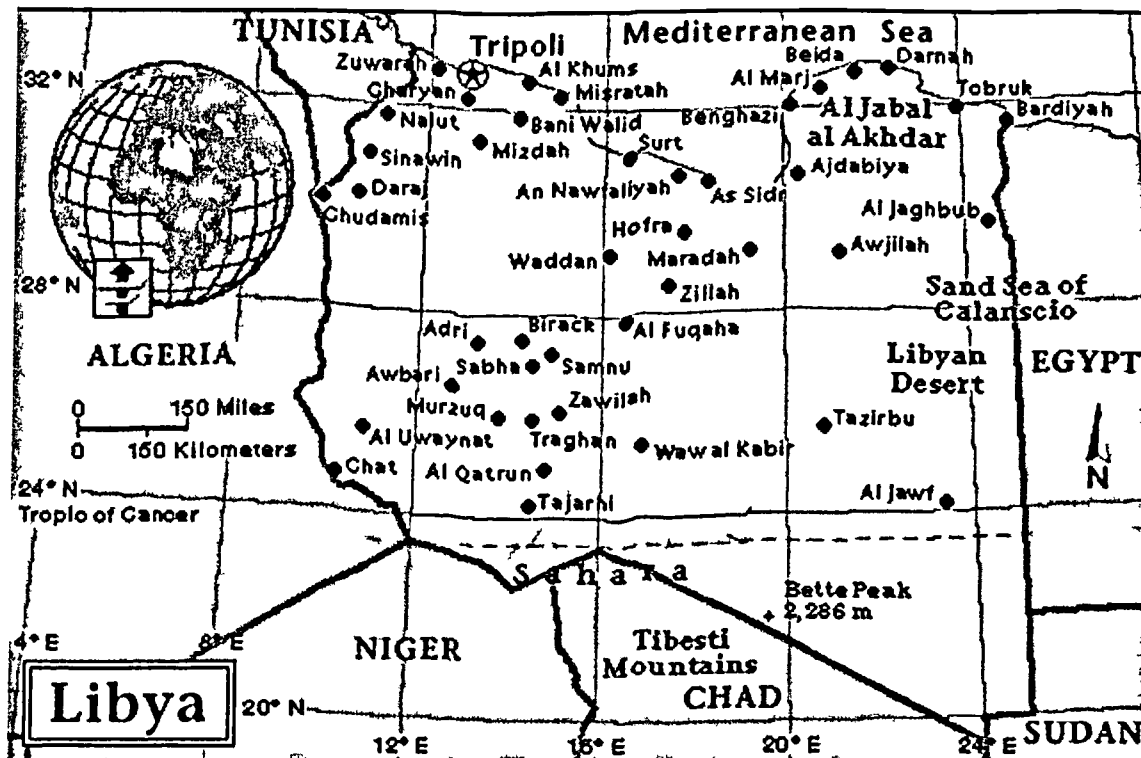 TUNISIA
Mediterranean Sea
Tripoli
Zuwarah
Al Khums
Beida
Darnah
32° N
Al Marj
Gharyan
Misratah
Tobruk
Nalut
Bani Walid
Benghazi
Al Jabal
al Akhdar
Bardiyah
Surt
Sinawin
Mizdah
Ajdabiya
Daraj
An Nawfaliyah
As Sidr
Ghudamis
Al Jaghbub
Hofra
Waddan
Maradah
Awjilah
28° N
Zillah
Sand Sea of
Calanscio
Adri
Birack
Al Fuqaha
ALGERIA
Sabha
Samnu
Libyan
Desert
EGYPT
Awbari
0 150 Miles
Murzuq
Zawilah
Tazirbu
0 150 Kilometers
Al Uwaynat
Traghan
Waw al Kabir
Ghat
Al Qatrun
N
24° N
Tajarhi
Al Jawf
Tropic of Cancer
Sahara
Bette Peak
2,286 m
4° E
8° E
NIGER
Tibesti
Mountains
CHAD
Libya
20° N
12° E
16° E
20° E
24° E
SUDAN